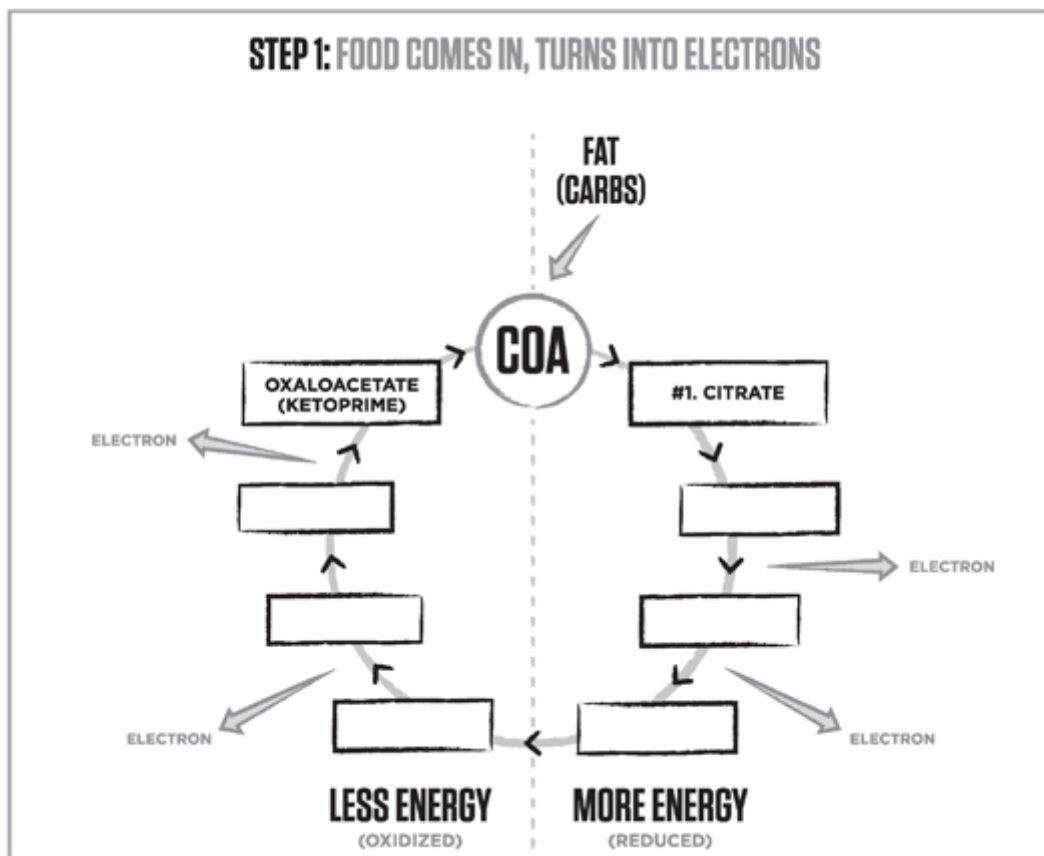 STEP 1: FOOD COMES IN, TURNS INTO ELECTRONS
FAT
(CARBS)
COA
OXALOACETATE
(KETOPRIME)
#1. CITRATE
ELECTRON
ELECTRON
ELECTRON
ELECTRON
LESS ENERGY
(OXIDIZED)
MORE ENERGY
(REDUCED)